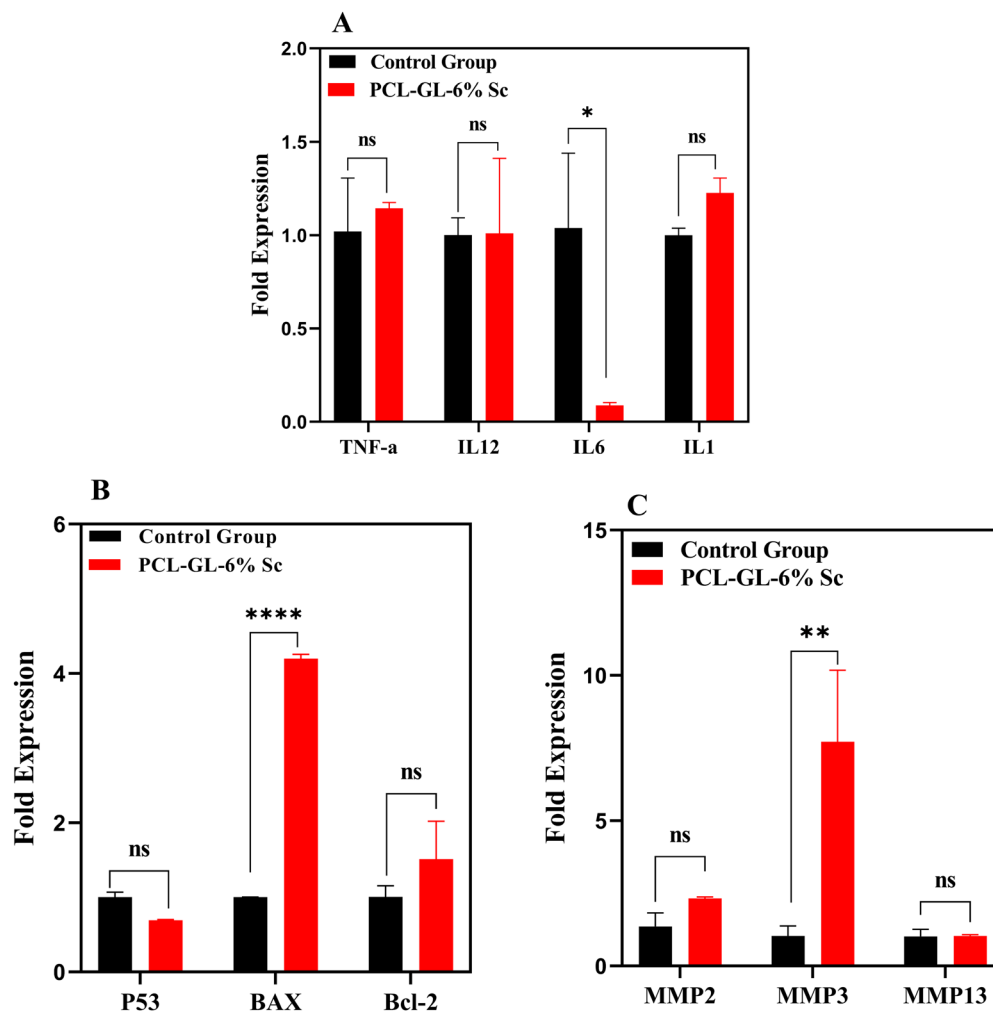 A
2.0
Control Group
PCL-GL-6% Sc
*
ns
ns
ns
1.5
1.0
0.5
0.0
Fold Expression
TNF-a IL12 IL6 IL1
B
6
Control Group
PCL-GL-6% Sc
****
4
ns
2
ns
0
Fold Expression
P53 BAX Bcl-2
C
15
Control Group
PCL-GL-6% Sc
**
10
5
ns
ns
0
Fold Expression
MMP2 MMP3 MMP13